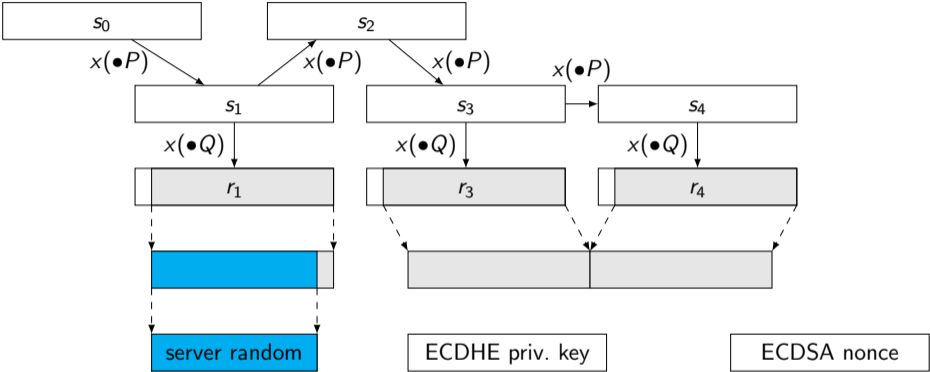 s₀
s₂
x(•P)
x(•P)
x(•P)
x(•P)
s₁
s₃
s₄
x(•Q)
x(•Q)
x(•Q)
r₁
r₃
r₄
server random
ECDHE priv. key
ECDSA nonce